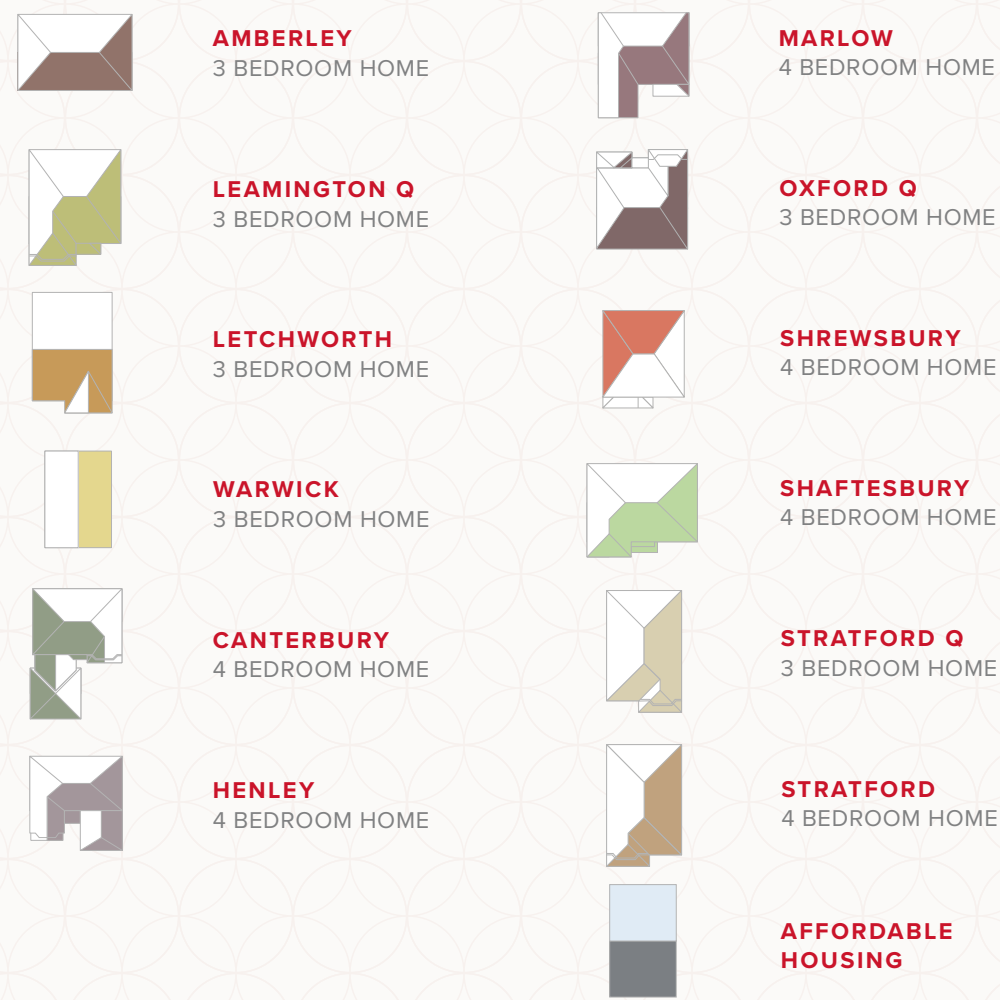 AMBERLEY
3 BEDROOM HOME
LEAMINGTON Q
3 BEDROOM HOME
LETCHWORTH
3 BEDROOM HOME
WARWICK
3 BEDROOM HOME
CANTERBURY
4 BEDROOM HOME
HENLEY
4 BEDROOM HOME
MARLOW
4 BEDROOM HOME
OXFORD Q
3 BEDROOM HOME
SHREWSBURY
4 BEDROOM HOME
SHAFTESBURY
4 BEDROOM HOME
STRATFORD Q
3 BEDROOM HOME
STRATFORD
4 BEDROOM HOME
AFFORDABLE
HOUSING